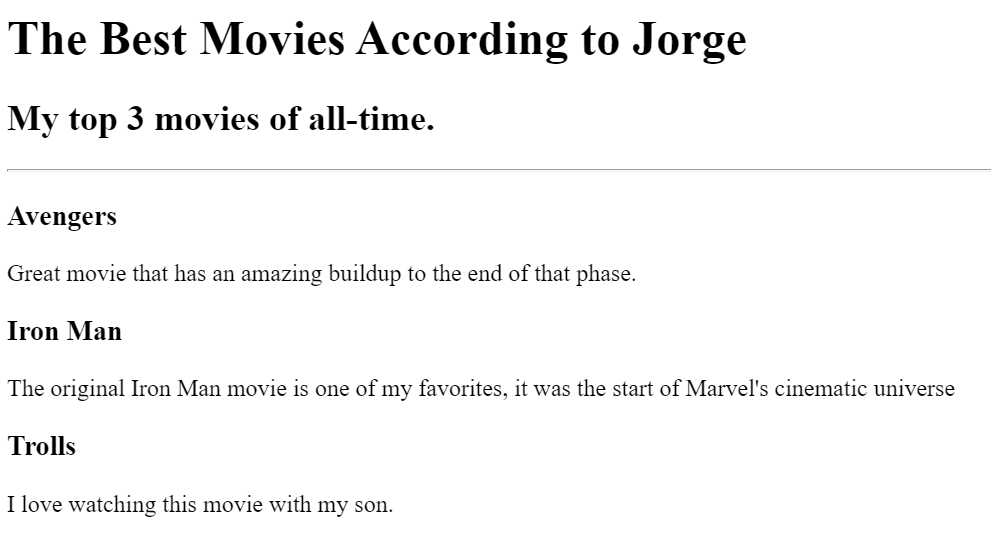 The Best Movies According to Jorge
My top 3 movies of all-time.
Avengers
Great movie that has an amazing buildup to the end of that phase.
Iron Man
The original Iron Man movie is one of my favorites, it was the start of Marvel's cinematic universe
Trolls
I love watching this movie with my son.